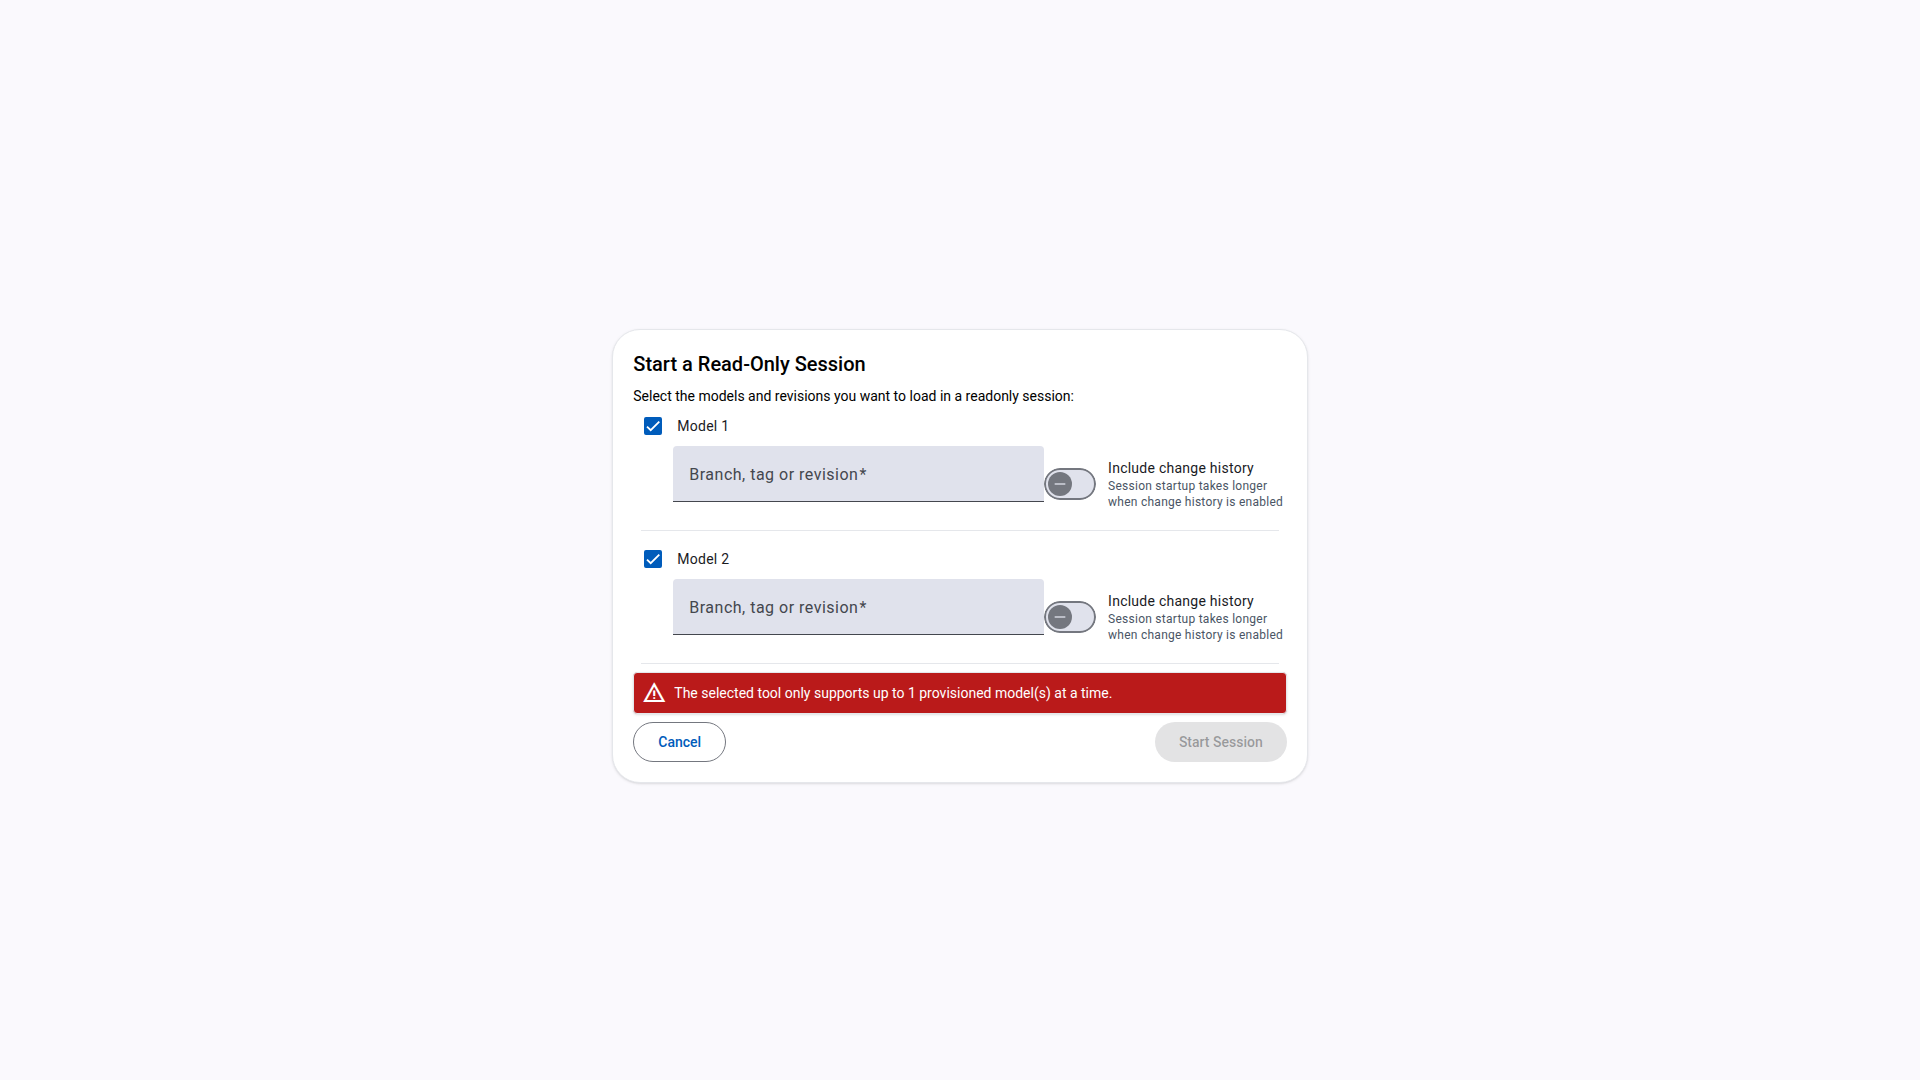 Start a Read-Only Session
Select the models and revisions you want to load in a readonly session:
Model 1
Branch, tag or revision*
Include change history
Session startup takes longer
when change history is enabled
Model 2
Branch, tag or revision*
Include change history
Session startup takes longer
when change history is enabled
The selected tool only supports up to 1 provisioned model(s) at a time.
Cancel
Start Session